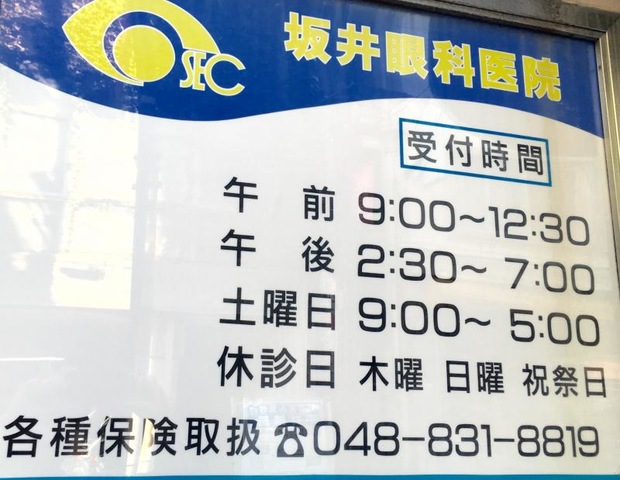 SEC
坂井眼科医院
受付時間
午前 9:00〜12:30
午後 2:30〜 7:00
土曜日 9:00〜 5:00
休診日 木曜 日曜 祝祭日
各種保険取扱☎048-831-8819